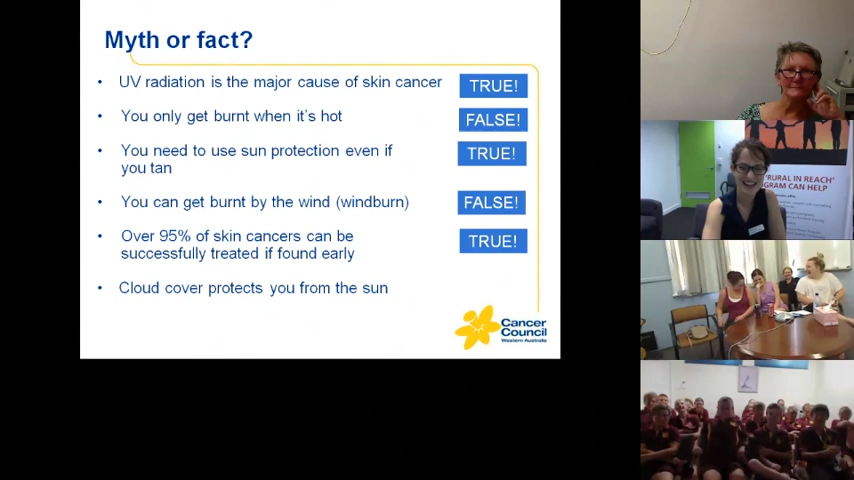 Myth or fact?
• UV radiation is the major cause of skin cancer TRUE!
• You only get burnt when it's hot FALSE!
• You need to use sun protection even if
you tan TRUE!
• You can get burnt by the wind (windburn) FALSE!
• Over 95% of skin cancers can be
successfully treated if found early TRUE!
• Cloud cover protects you from the sun
Cancer
Council
Western Australia
'RURAL IN REACH'
GRAM CAN HELP